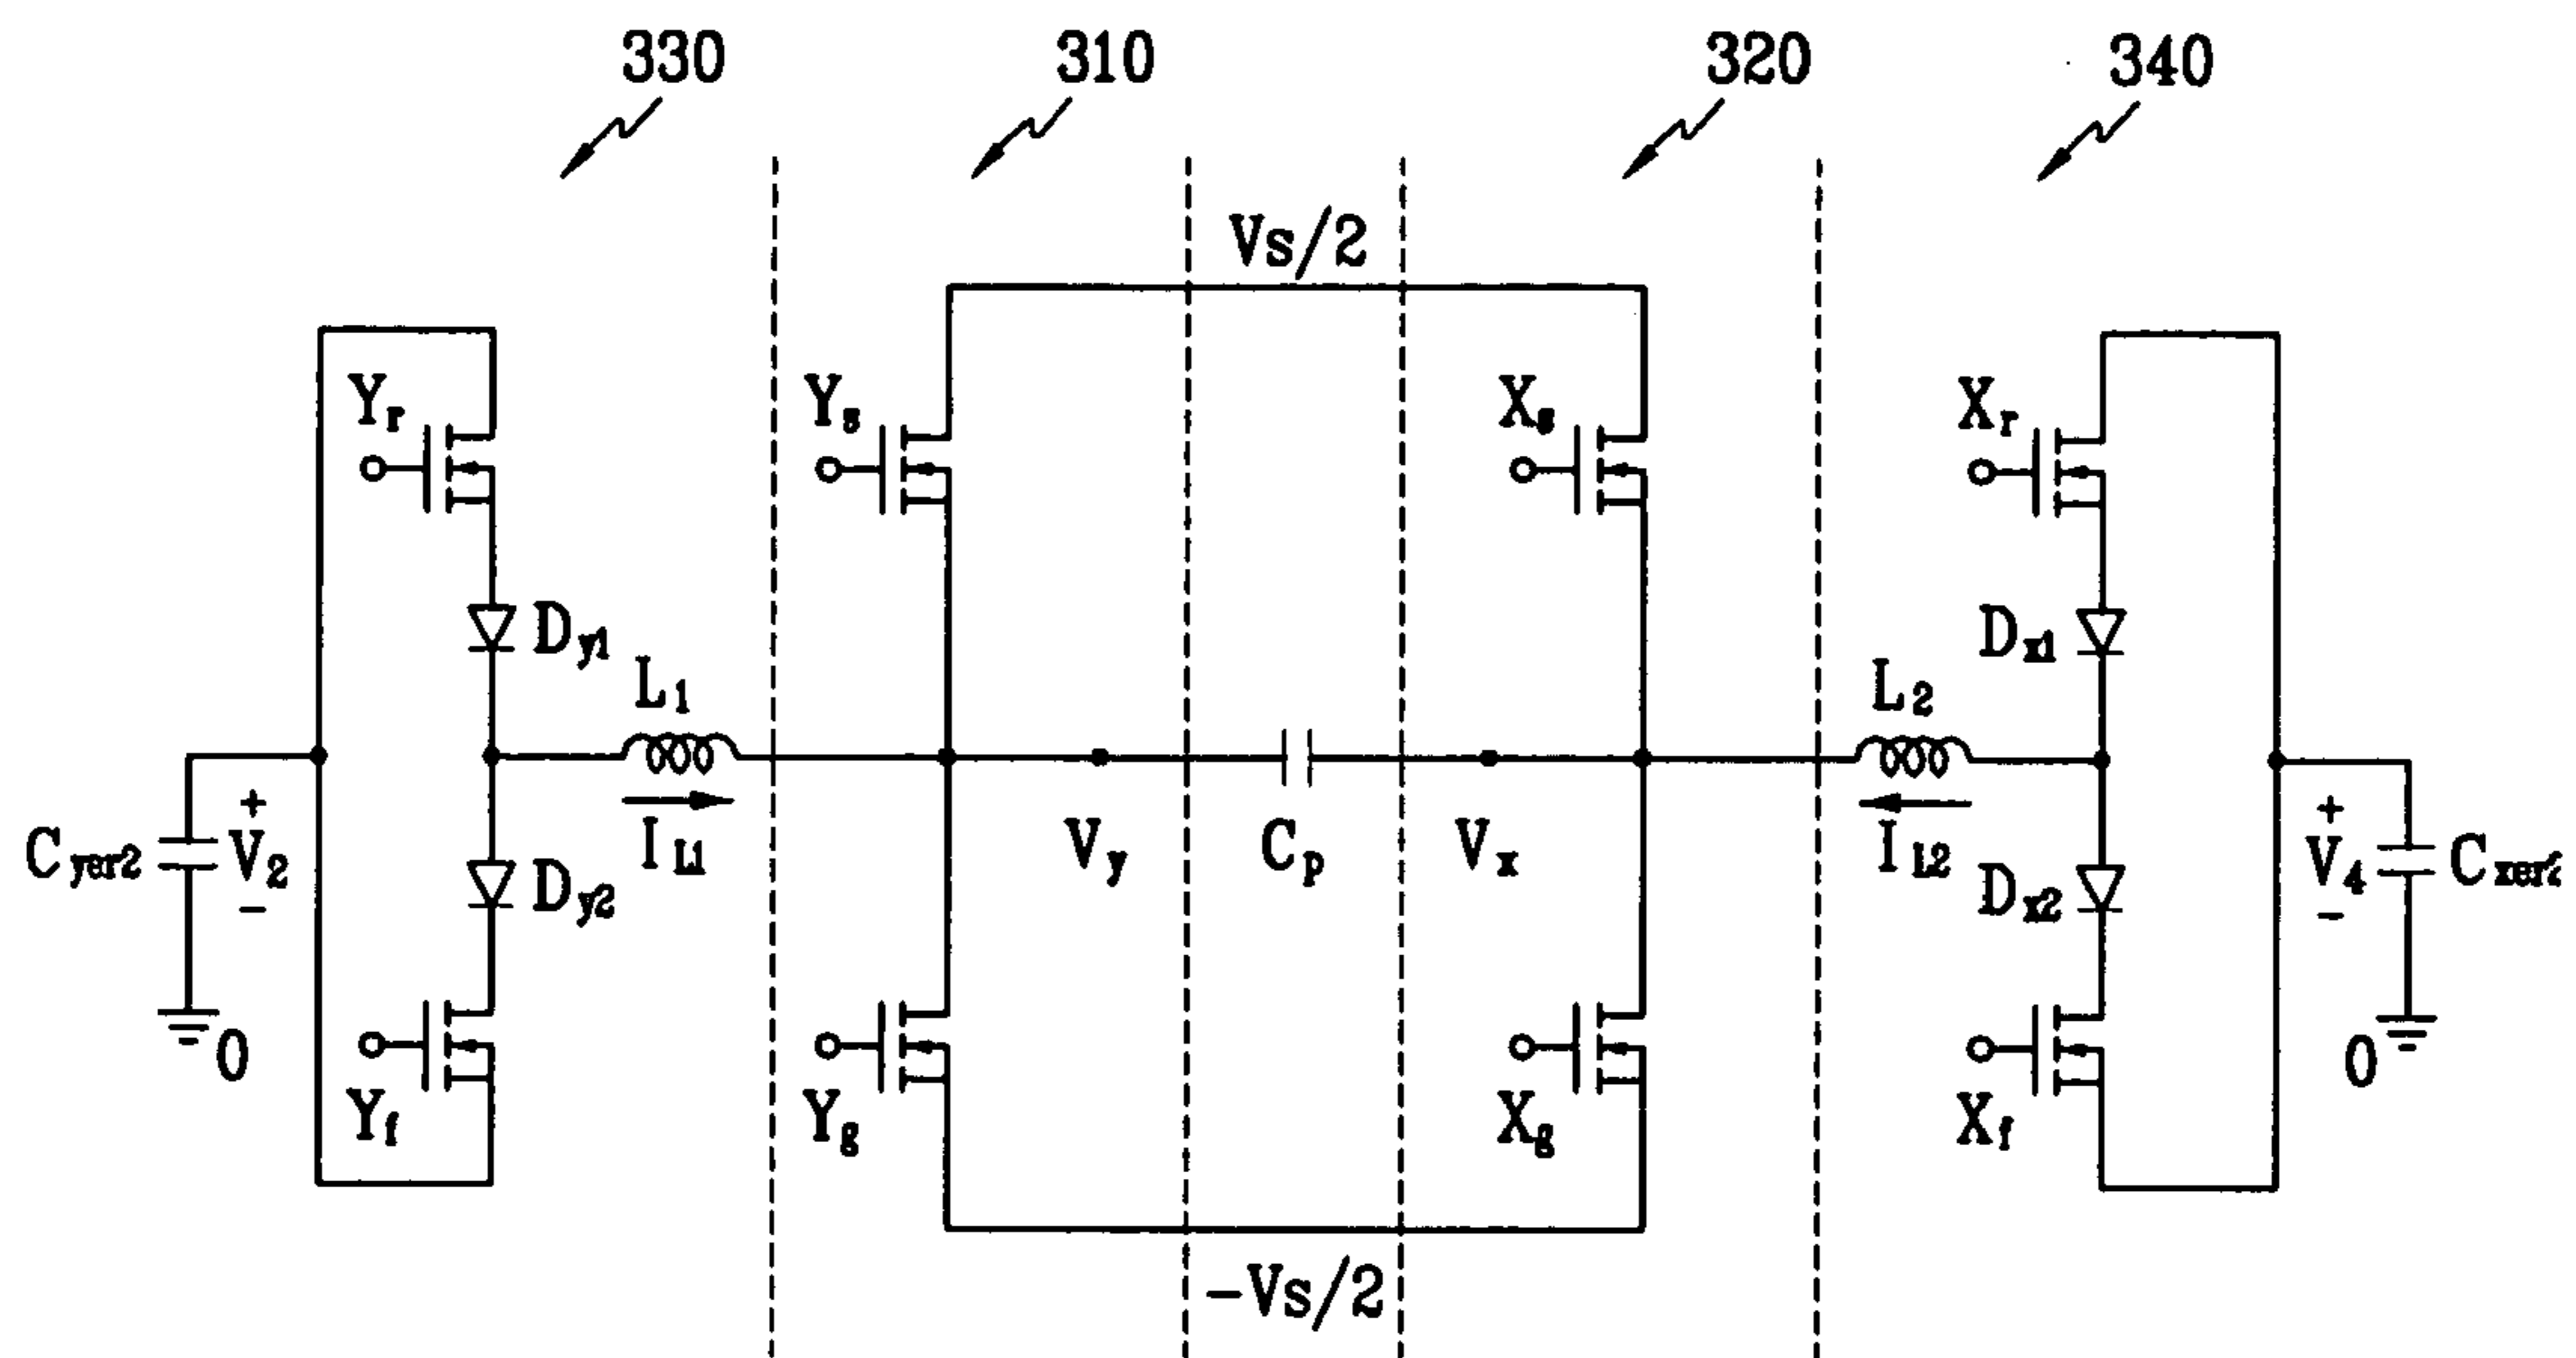 330
310
320
340
Vs/2
Yr
Ys
Xs
Xr
Dy1
Dx1
L1
L2
Cyer2
+
V2
-
IL1
Dy2
Vy
Cp
Vx
IL2
Dx2
+
V4
-
Cxer2
0
0
Yf
Yg
Xg
Xf
-Vs/2